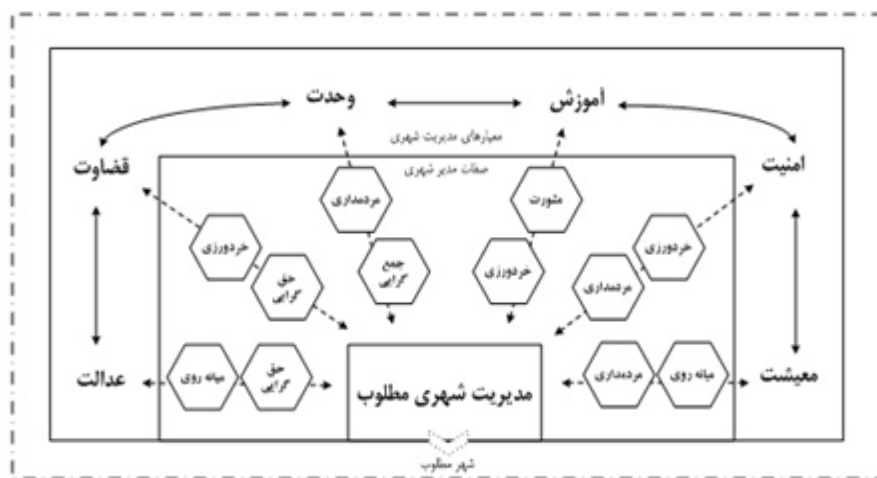 وحدت
آموزش
معیارهای مدیریت شهری
صفات مدیر شهری
قضاوت
امنیت
مردمداری
مشورت
خردورزی
جمع
گرایی
خردورزی
خردورزی
حق
گرایی
مردمداری
عدالت
میانه روی
حق
گرایی
مدیریت شهری مطلوب
مردمداری
میانه روی
معیشت
شهر مطلوب